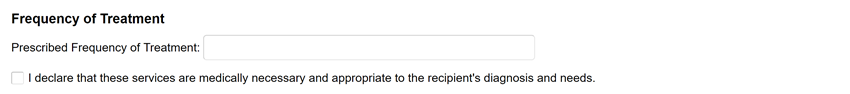 Frequency of Treatment
Prescribed Frequency of Treatment:
I declare that these services are medically necessary and appropriate to the recipient's diagnosis and needs.